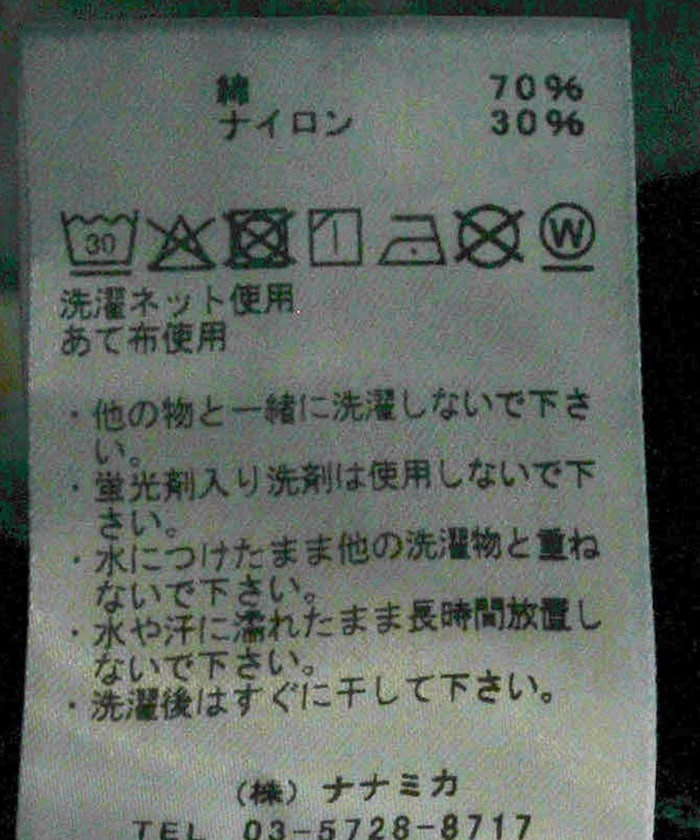 綿 70%
ナイロン 30%
30 W
洗濯ネット使用
あて布使用
・他の物と一緒に洗濯しないで下さ
い。
・蛍光剤入り洗剤は使用しないで下
さい。
・水につけたまま他の洗濯物と重ね
ないで下さい。
・水や汗に濡れたまま長時間放置し
ないで下さい。
・洗濯後はすぐに干して下さい。
(株) ナナミカ
TEL 03-5728-8717